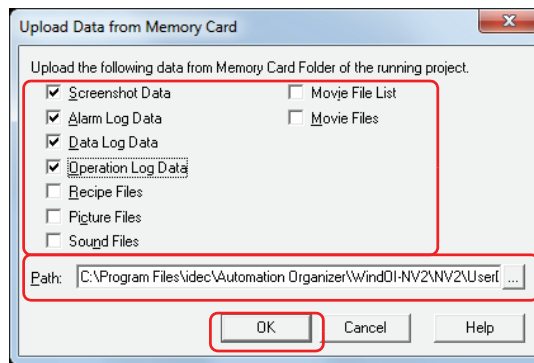 Upload Data from Memory Card
Upload the following data from Memory Card Folder of the running project.
Screenshot Data
Alarm Log Data
Data Log Data
Operation Log Data
Recipe Files
Picture Files
Sound Files
Movie File List
Movie Files
Path: C:\Program Files\idec\Automation Organizer\WindOI-NV2\NV2\User ...
OK Cancel Help